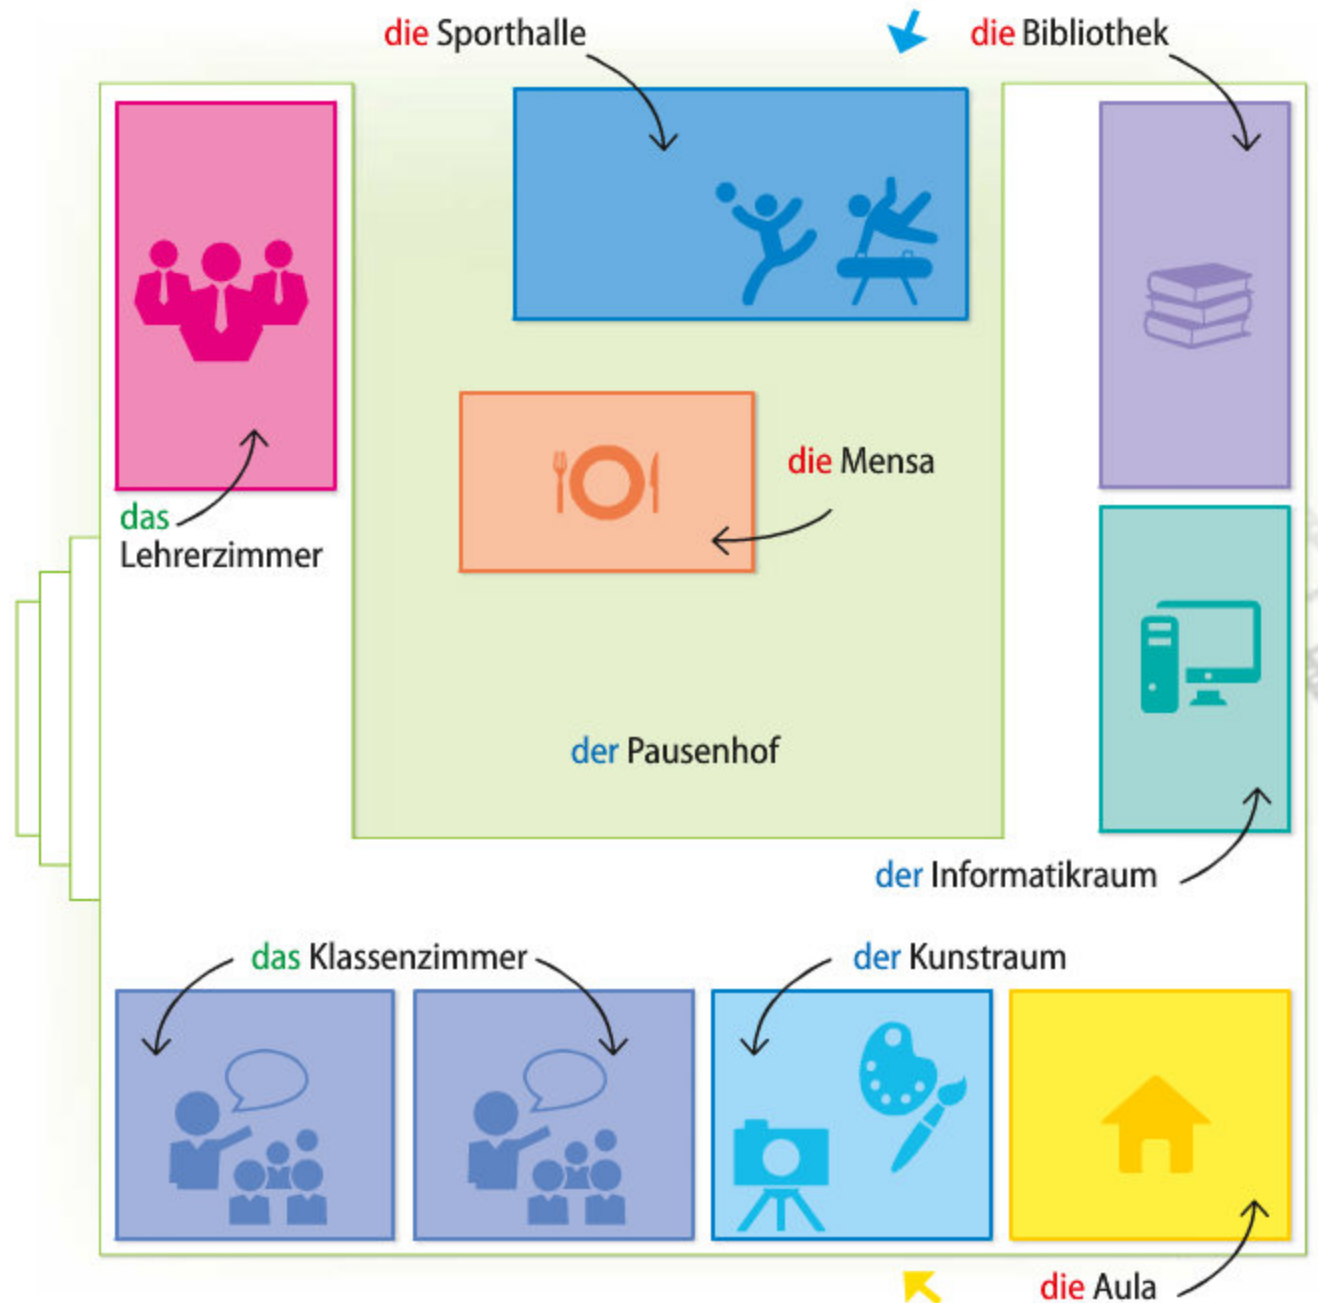 die Sporthalle
die Bibliothek
die Mensa
das
Lehrerzimmer
der Pausenhof
der Informatikraum
das Klassenzimmer
der Kunstraum
die Aula